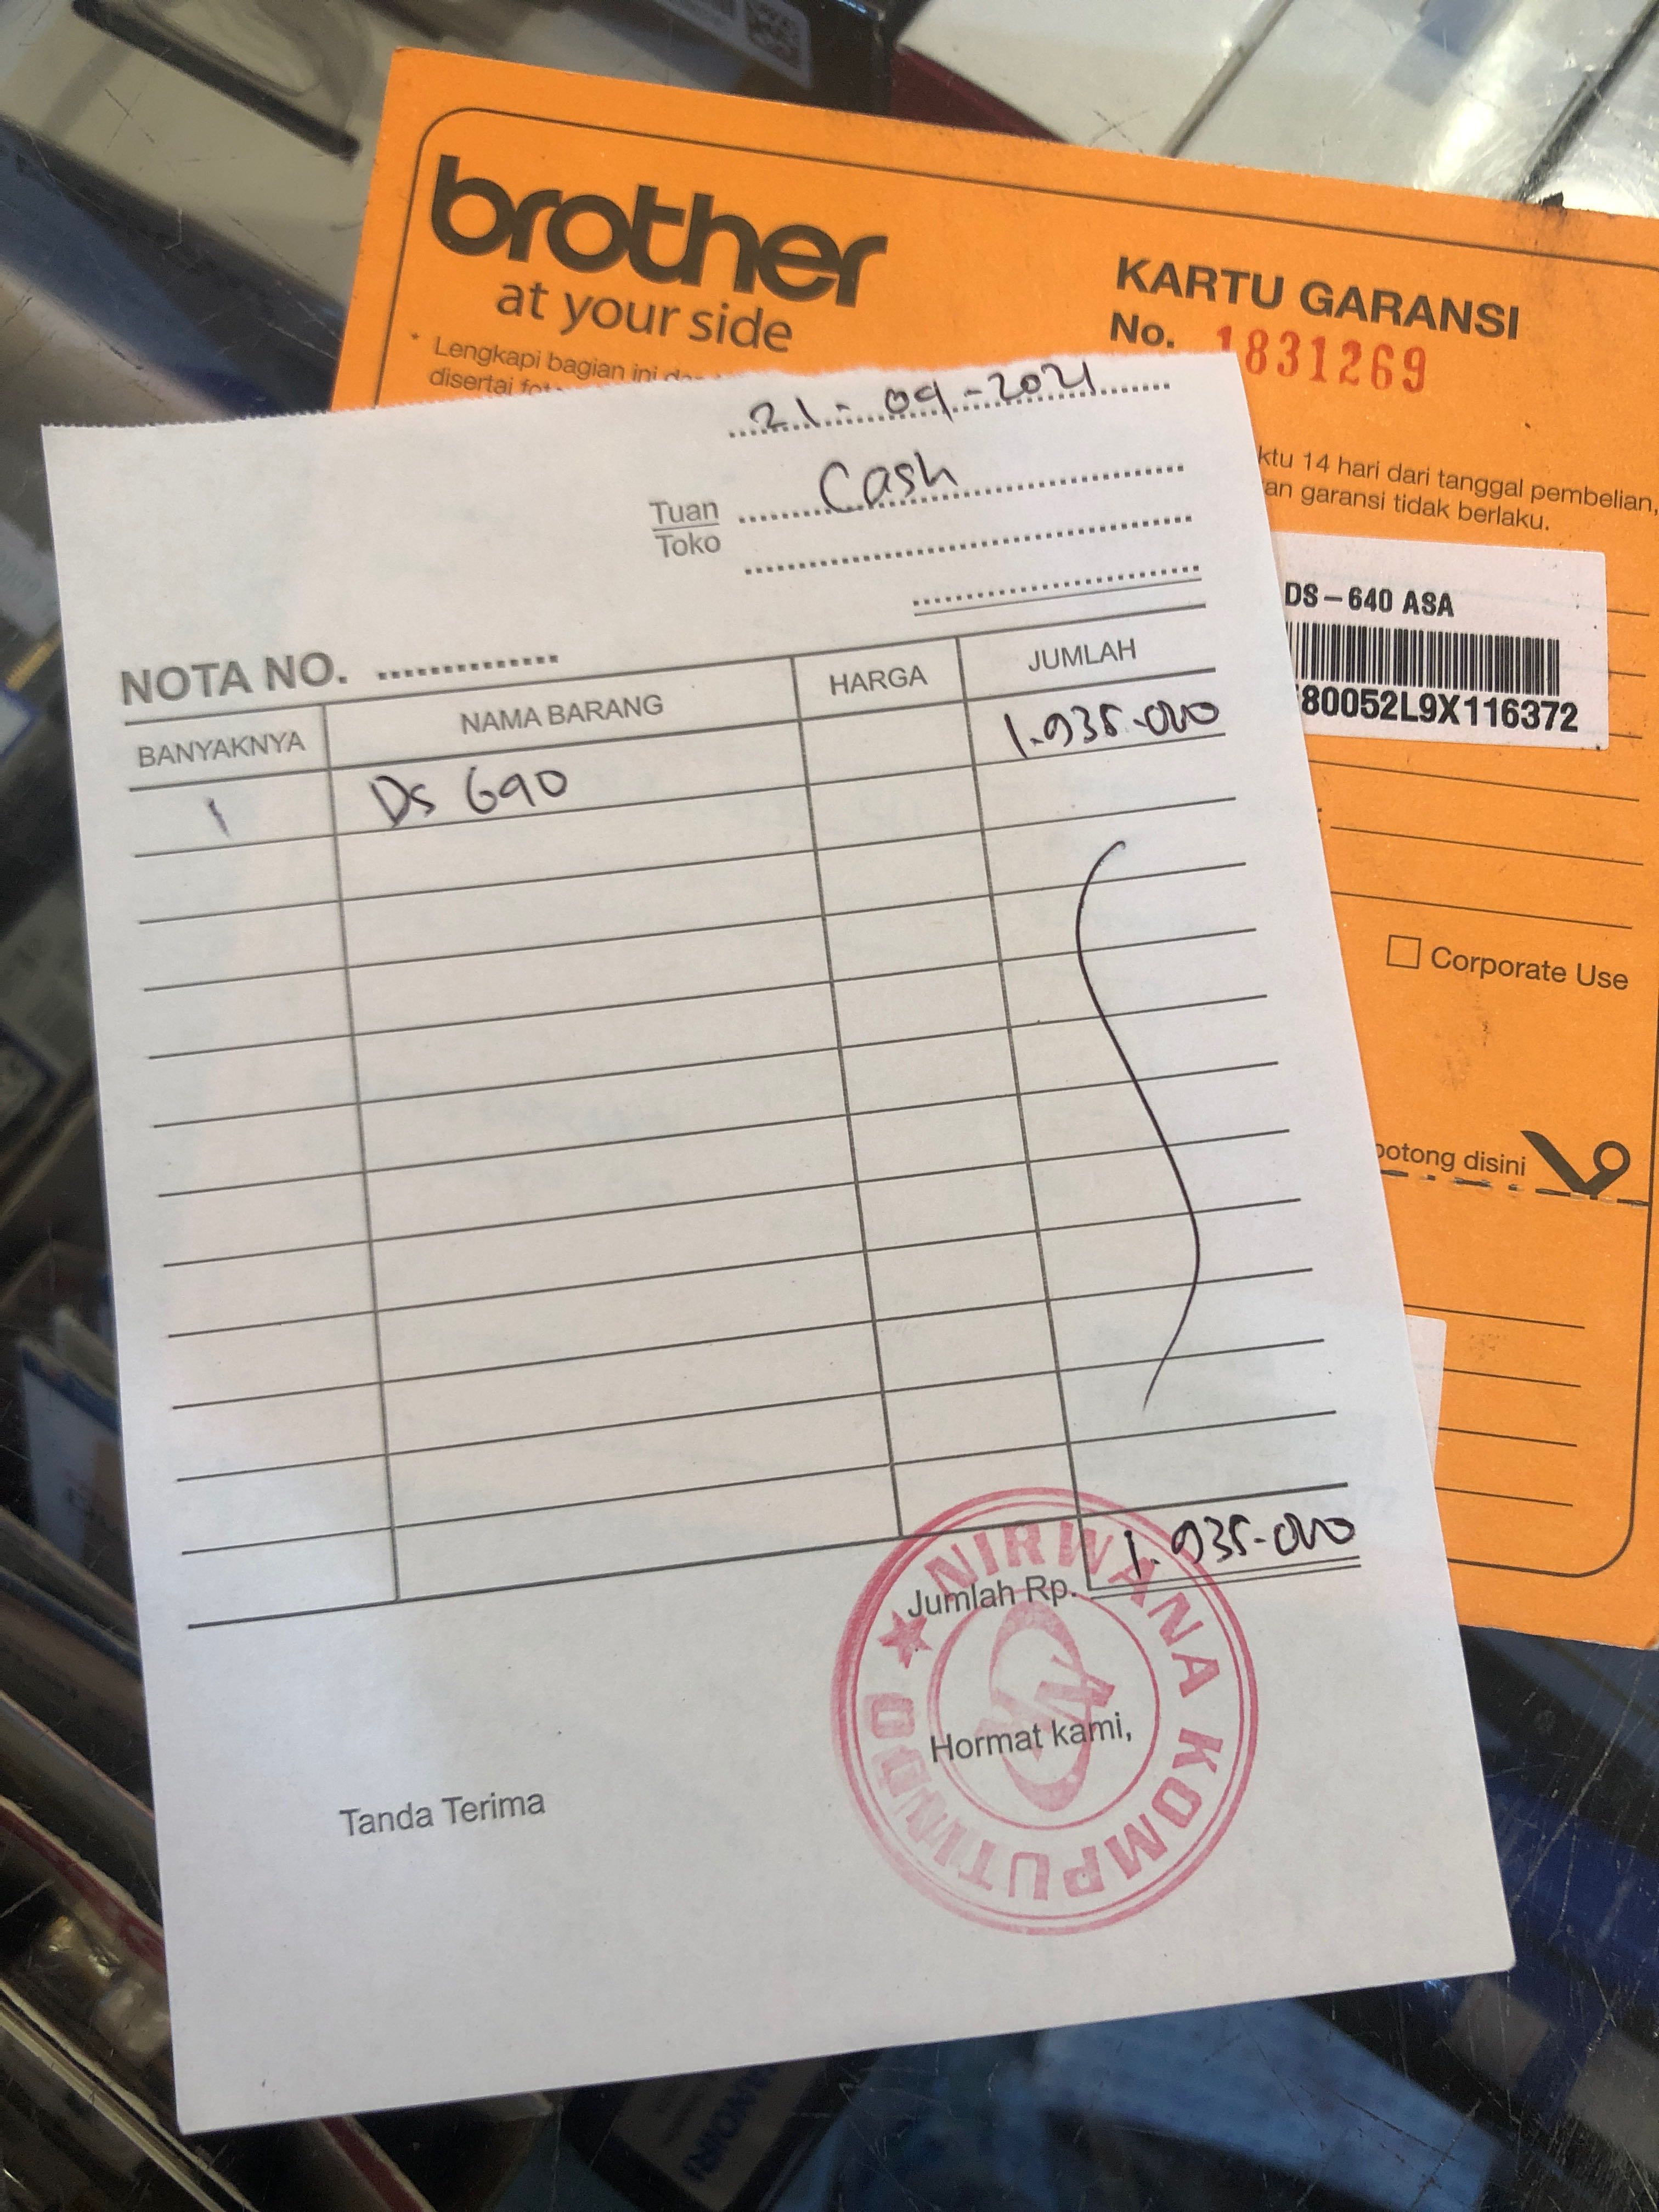 brother
at your side
KARTU GARANSI
No. 1831269
* Lengkapi bagian ini
disertai
ktu 14 hari dari tanggal pembelian,
an garansi tidak berlaku.
DS-640 ASA
80052L9X116372
Corporate Use
potong disini
21-09-2021
Tuan
Toko
Cash
NOTA NO. ..............
BANYAKNYA NAMA BARANG HARGA JUMLAH
1 Ds 640 1.935.000
Jumlah Rp. 1.935.000
Hormat kami,
Tanda Terima
NIRWANA KOMPUTINDO